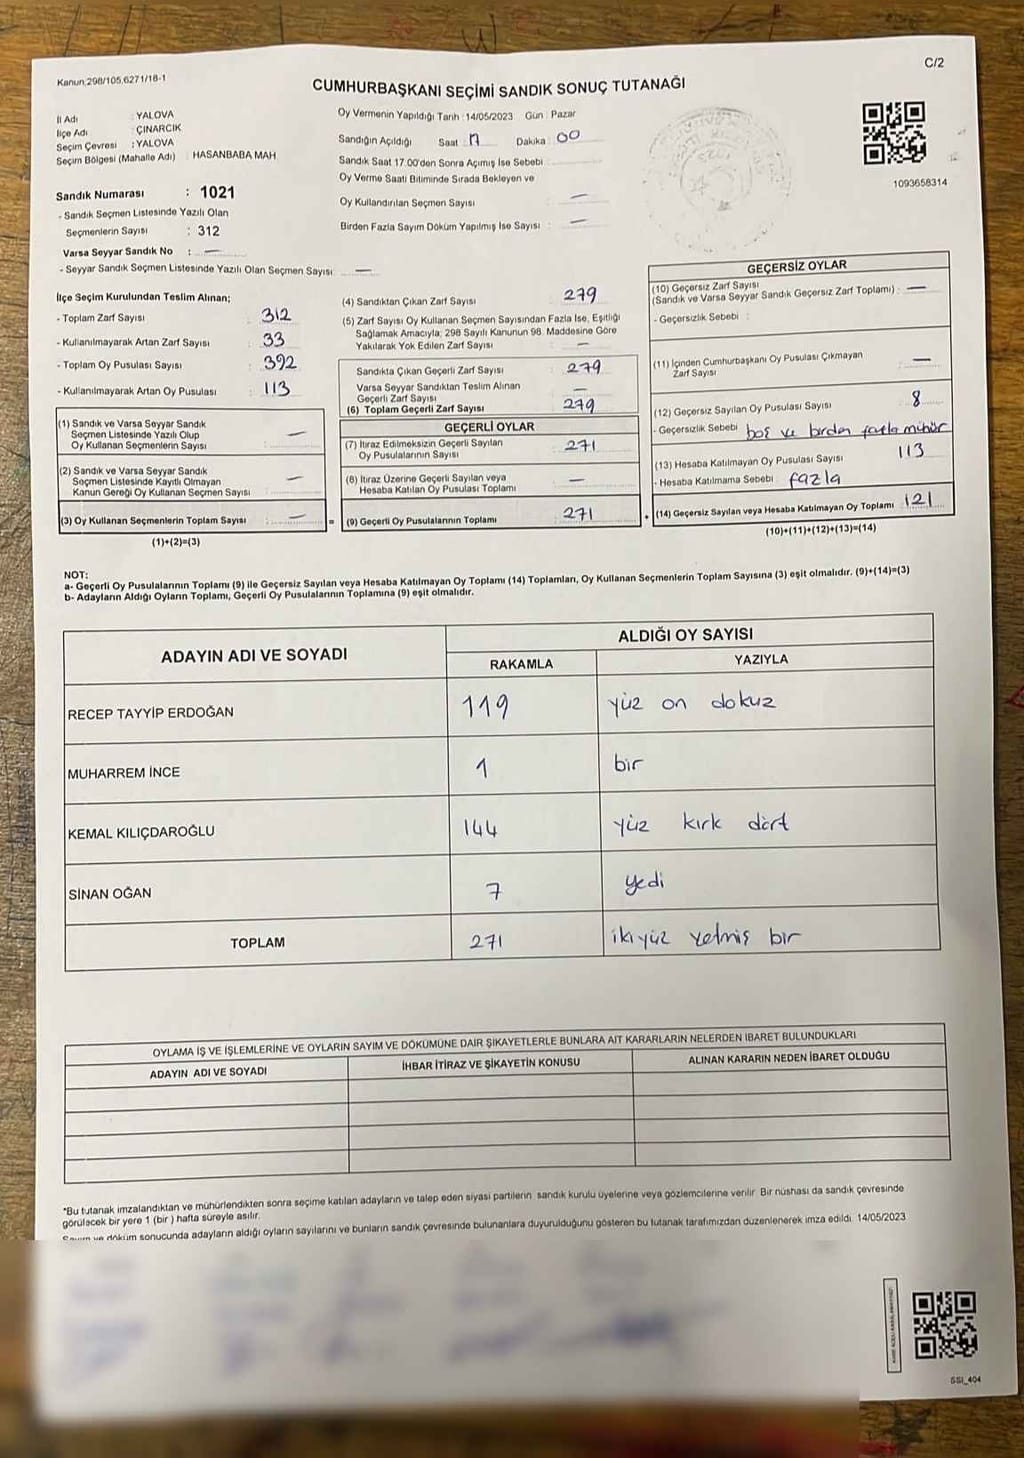 Kanun 298/105.6271/18-1
C/2
CUMHURBAŞKANI SEÇİMİ SANDIK SONUÇ TUTANAĞI
İl Adı : YALOVA
İlçe Adı : ÇINARCIK
Seçim Çevresi : YALOVA
Seçim Bölgesi (Mahalle Adı) : HASANBABA MAH
Sandık Numarası : 1021
- Sandık Seçmen Listesinde Yazılı Olan
Seçmenlerin Sayısı : 312
Varsa Seyyar Sandık No : —
- Seyyar Sandık Seçmen Listesinde Yazılı Olan Seçmen Sayısı: —
Oy Vermenin Yapıldığı Tarih :14/05/2023 Gün : Pazar
Sandığın Açıldığı Saat : 17 Dakika : 00
Sandık Saat 17.00'den Sonra Açımış İse Sebebi :
Oy Verme Saati Bitiminde Sırada Bekleyen ve
Oy Kullandırılan Seçmen Sayısı : —
Birden Fazla Sayım Döküm Yapılmış İse Sayısı : —
1093658314
İlçe Seçim Kurulundan Teslim Alınan;
- Toplam Zarf Sayısı : 312
- Kullanılmayarak Artan Zarf Sayısı : 33
- Toplam Oy Pusulası Sayısı : 392
- Kullanılmayarak Artan Oy Pusulası : 113
(1) Sandık ve Varsa Seyyar Sandık
Seçmen Listesinde Yazılı Olup
Oy Kullanan Seçmenlerin Sayısı : —
(2) Sandık ve Varsa Seyyar Sandık
Seçmen Listesinde Kayıtlı Olmayan
Kanun Gereği Oy Kullanan Seçmen Sayısı : —
(3) Oy Kullanan Seçmenlerin Toplam Sayısı : —
(1)+(2)=(3)
(4) Sandıktan Çıkan Zarf Sayısı : 279
(5) Zarf Sayısı Oy Kullanan Seçmen Sayısından Fazla İse, Eşitliği
Sağlamak Amacıyla; 298 Sayılı Kanunun 98. Maddesine Göre
Yakılarak Yok Edilen Zarf Sayısı : —
Sandıkta Çıkan Geçerli Zarf Sayısı : 279
Varsa Seyyar Sandıktan Teslim Alınan
Geçerli Zarf Sayısı : —
(6) Toplam Geçerli Zarf Sayısı : 279
GEÇERLİ OYLAR
(7) İtiraz Edilmeksizin Geçerli Sayılan
Oy Pusulalarının Sayısı : 271
(8) İtiraz Üzerine Geçerli Sayılan veya
Hesaba Katılan Oy Pusulası Toplamı : —
= (9) Geçerli Oy Pusulalarının Toplamı : 271
GEÇERSİZ OYLAR
(10) Geçersiz Zarf Sayısı
(Sandık ve Varsa Seyyar Sandık Geçersiz Zarf Toplamı) : —
- Geçersizlik Sebebi :
(11) İçinden Cumhurbaşkanı Oy Pusulası Çıkmayan
Zarf Sayısı : —
(12) Geçersiz Sayılan Oy Pusulası Sayısı : 8
- Geçersizlik Sebebi boş ve birden fazla mühür
(13) Hesaba Katılmayan Oy Pusulası Sayısı 113
- Hesaba Katılmama Sebebi : fazla
+ (14) Geçersiz Sayılan veya Hesaba Katılmayan Oy Toplamı : 121
(10)+(11)+(12)+(13)=(14)
NOT:
a- Geçerli Oy Pusulalarının Toplamı (9) ile Geçersiz Sayılan veya Hesaba Katılmayan Oy Toplamı (14) Toplamları, Oy Kullanan Seçmenlerin Toplam Sayısına (3) eşit olmalıdır. (9)+(14)=(3)
b- Adayların Aldığı Oyların Toplamı, Geçerli Oy Pusulalarının Toplamına (9) eşit olmalıdır.
ADAYIN ADI VE SOYADI
ALDIĞI OY SAYISI
RAKAMLA YAZIYLA
RECEP TAYYİP ERDOĞAN 119 yüz on dokuz
MUHARREM İNCE 1 bir
KEMAL KILIÇDAROĞLU 144 yüz kırk dört
SİNAN OĞAN 7 yedi
TOPLAM 271 iki yüz yetmiş bir
OYLAMA İŞ VE İŞLEMLERİNE VE OYLARIN SAYIM VE DÖKÜMÜNE DAİR ŞİKAYETLERLE BUNLARA AİT KARARLARIN NELERDEN İBARET BULUNDUKLARI
ADAYIN ADI VE SOYADI İHBAR İTİRAZ VE ŞİKAYETİN KONUSU ALINAN KARARIN NEDEN İBARET OLDUĞU
*Bu tutanak imzalandıktan ve mühürlendikten sonra seçime katılan adayların ve talep eden siyasi partilerin sandık kurulu üyelerine veya gözlemcilerine verilir. Bir nüshası da sandık çevresinde
görülecek bir yere 1 (bir ) hafta süreyle asılır.
Sayım ve döküm sonucunda adayların aldığı oyların sayılarını ve bunların sandık çevresinde bulunanlara duyurulduğunu gösteren bu tutanak tarafımızdan düzenlenerek imza edildi. 14/05/2023
SSI_404